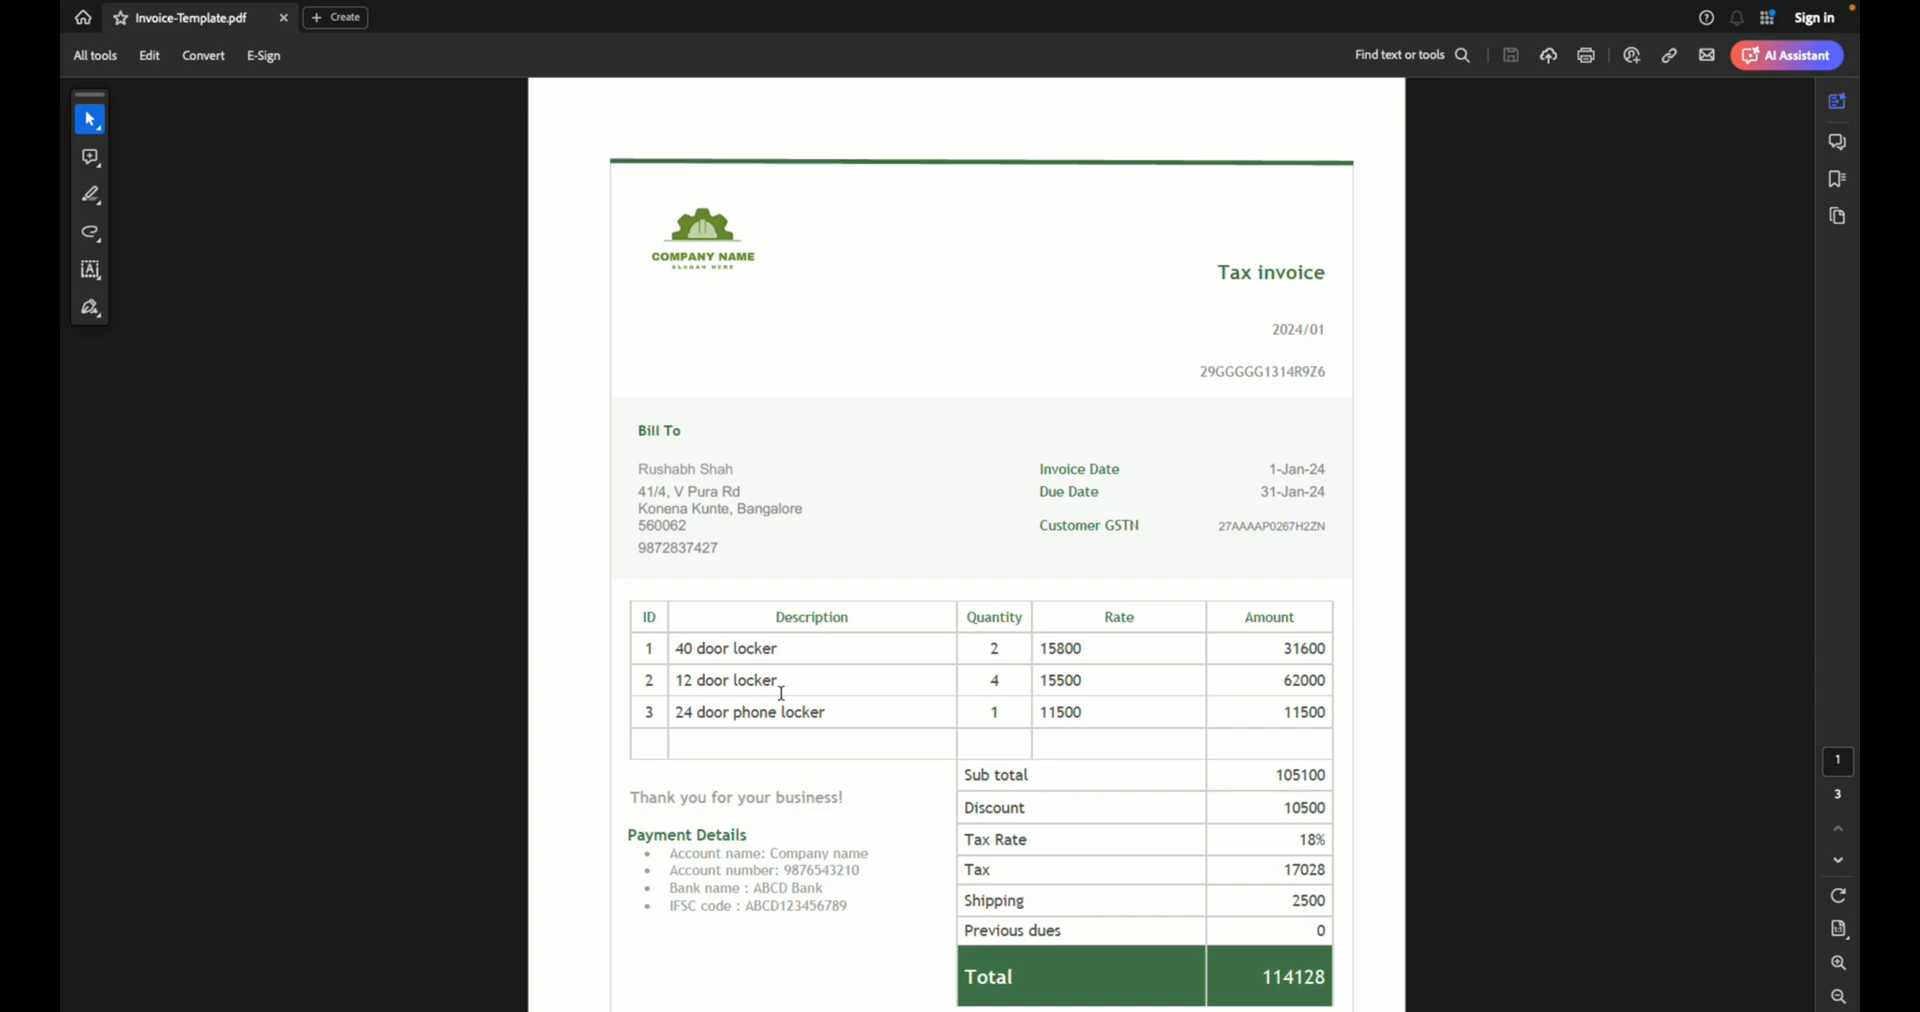 Invoice-Template.pdf
Create
Sign in
All tools Edit Convert E-Sign
Find text or tools
AI Assistant
COMPANY NAME
SLOGAN HERE
Tax invoice
2024/01
29GGGGG1314R9Z6
Bill To
Rushabh Shah
41/4, V Pura Rd
Konena Kunte, Bangalore
560062
9872837427
Invoice Date 1-Jan-24
Due Date 31-Jan-24
Customer GSTN 27AAAAP0267H2ZN
ID Description Quantity Rate Amount
1 40 door locker 2 15800 31600
2 12 door locker 4 15500 62000
3 24 door phone locker 1 11500 11500
Sub total 105100
Discount 10500
Tax Rate 18%
Tax 17028
Shipping 2500
Previous dues 0
Total 114128
Thank you for your business!
Payment Details
• Account name: Company name
• Account number: 9876543210
• Bank name : ABCD Bank
• IFSC code : ABCD123456789
1
3